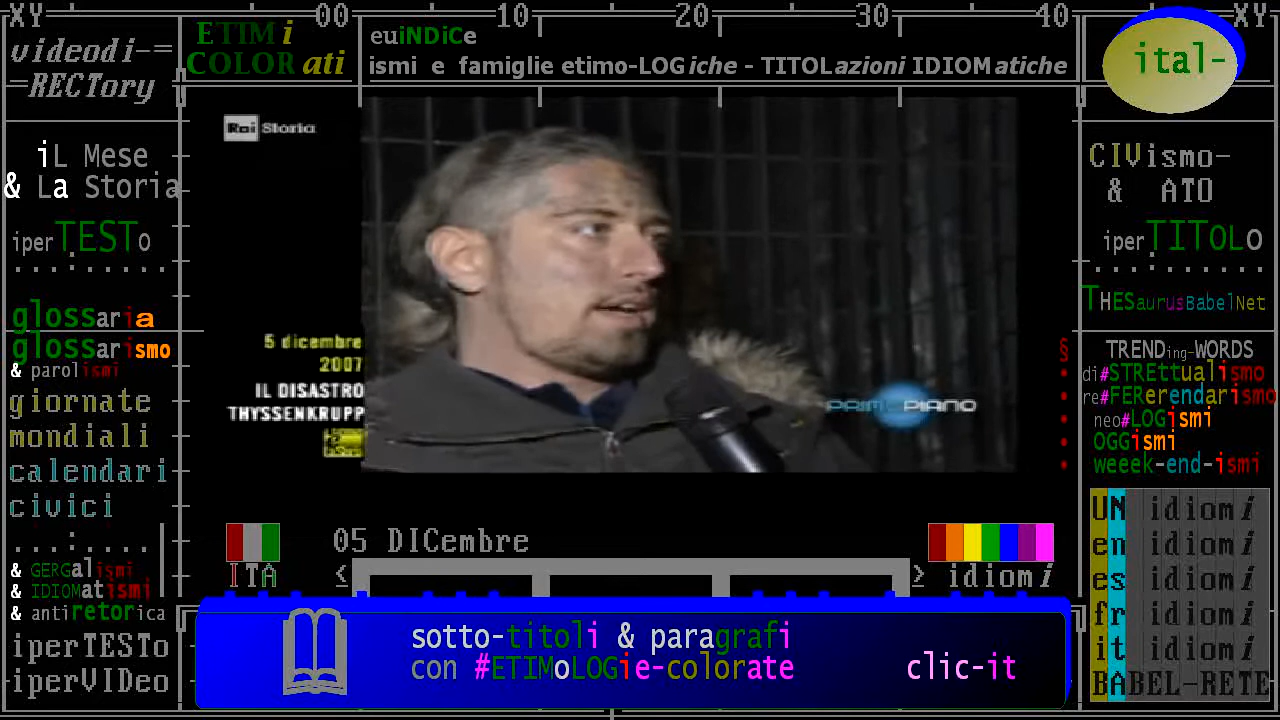 XY 00 10 20 30 40 XY
videodi-=
=RECTory
ETIMi
COLORati
euiNDiCe
ismi e famiglie etimo-LOGiche - TITOLazioni IDIOMatiche
ital-
iL Mese
& La Storia
iperTESTo
....:....
glossaria
glossarismo
& parolismi
giornate
mondiali
calendari
civici
....:....
& GERGalismi
& IDIOMatismi
& antiretorica
iperTESTo
iperVIDeo
Rai Storia
5 dicembre
2007
IL DISASTRO
THYSSENKRUPP
PRIMO PIANO
ITA
05 DICembre
< > idiomi
sotto-titoli & paragrafi
con #ETIMoLOGie-colorate clic-it
CIVismo-
& ATO
iperTITOLo
....:....
THESaurusBabelNet
§
TRENDing-WORDS
di#STREttualismo
re#FERerendarismo
neo#LOGismi
OGGismi
weeek-end-ismi
UN idiomi
en idiomi
es idiomi
fr idiomi
it idiomi
BABEL-RETE